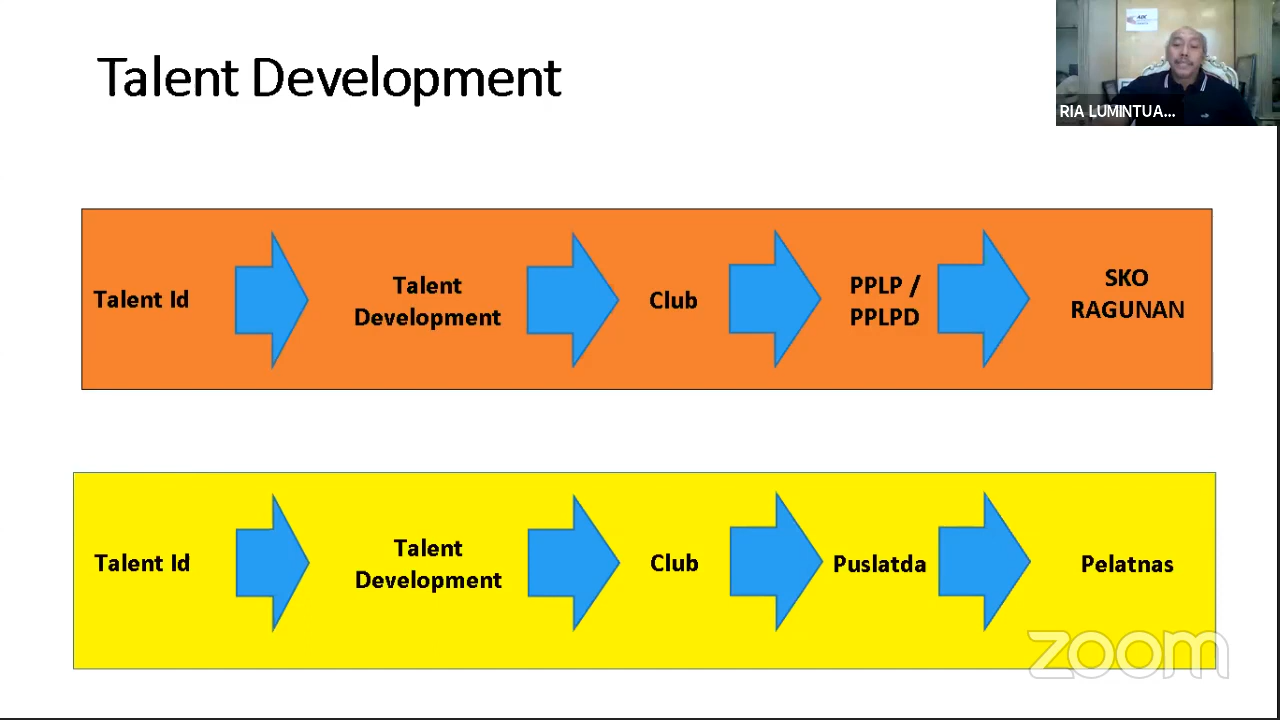 Talent Development
RIA LUMINTUA...
Talent Id
Talent
Development
Club
PPLP /
PPLPD
SKO
RAGUNAN
Talent Id
Talent
Development
Club
Puslatda
Pelatnas
zoom